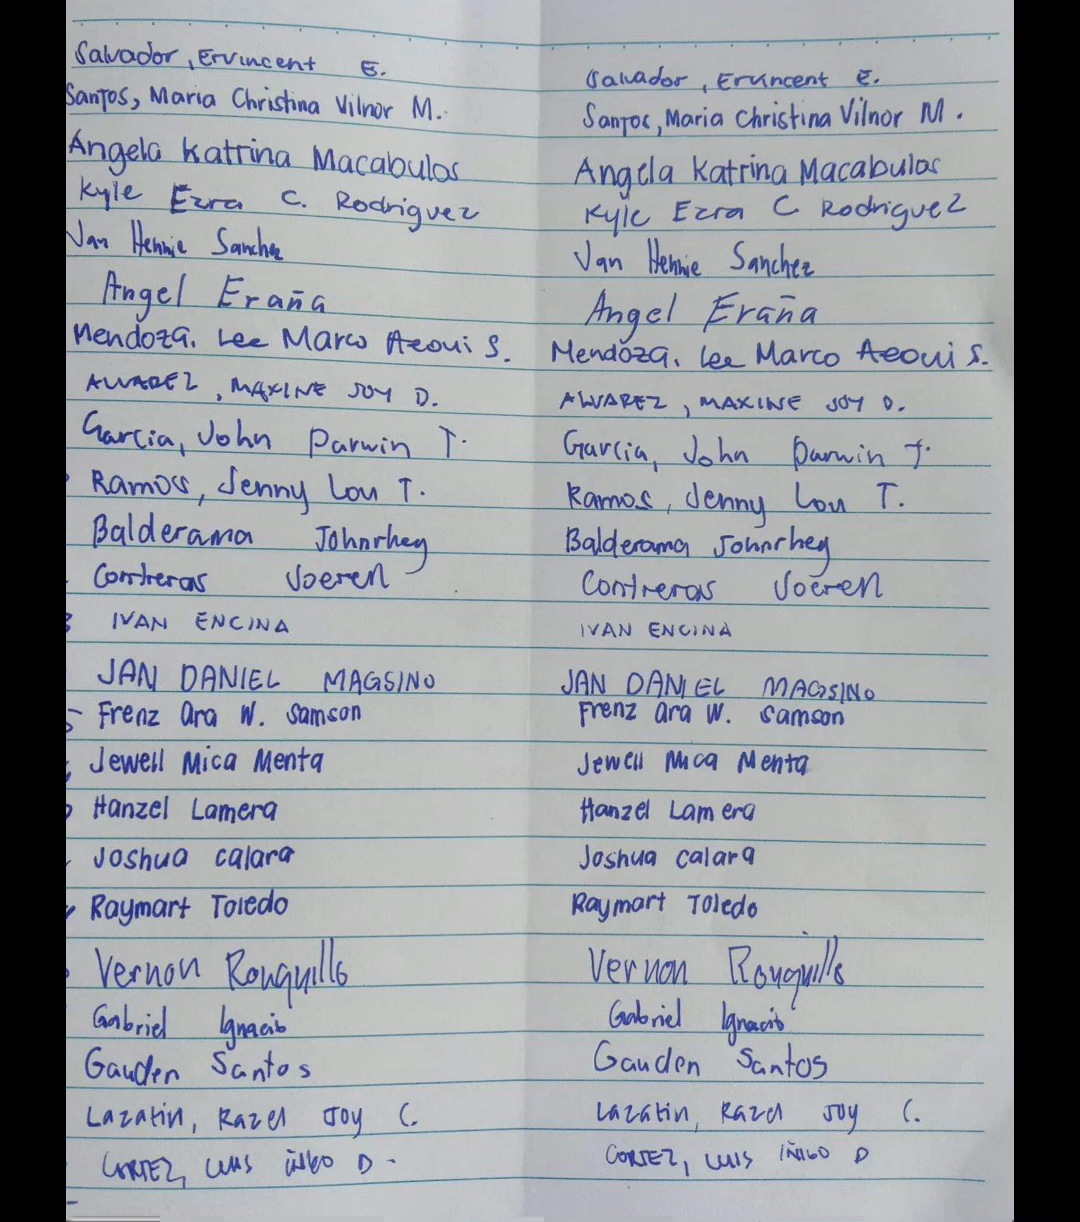 Salvador, Ervincent E. Salvador, Ervincent E.
Santos, Maria Christina Vilnor M. Santos, Maria Christina Vilnor M.
Angela Katrina Macabulos Angela Katrina Macabulos
Kyle Ezra C. Rodriguez Kyle Ezra C Rodriguez
Van Hennie Sanchez Van Hennie Sanchez
Angel Eraña Angel Eraña
Mendoza, Lee Marco Aeoui S. Mendoza, Lee Marco Aeoui S.
ALVAREZ, MAXINE JOY D. ALVAREZ, MAXINE JOY D.
Garcia, John Darwin T. Garcia, John Darwin T.
Ramos, Jenny Lou T. Ramos, Jenny Lou T.
Balderama Johnrhey Balderama Johnrhey
Contreras Joeren Contreras Joeren
IVAN ENCINA IVAN ENCINA
JAN DANIEL MAGSINO JAN DANIEL MAGSINO
Frenz Ara W. Samson Frenz Ara W. Samson
Jewell Mica Menta Jewell Mica Menta
Hanzel Lamera Hanzel Lamera
Joshua Calara Joshua Calara
Raymart Toledo Raymart Toledo
Vernon Ronquillo Vernon Ronquillo
Gabriel Ignacio Gabriel Ignacio
Gauden Santos Gauden Santos
Lazatin, Razel Joy C. Lazatin, Razel Joy C.
CORTEZ, LUIS IÑIGO D. CORTEZ, LUIS IÑIGO D